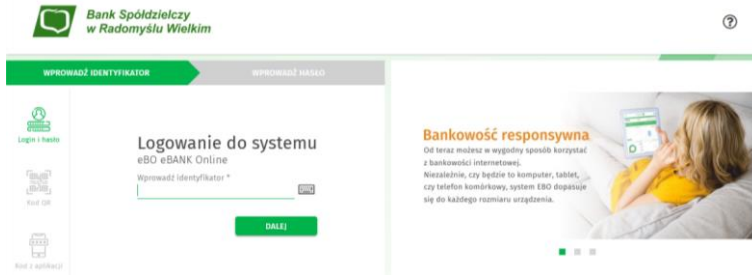 Bank Spółdzielczy
w Radomyślu Wielkim
?
WPROWADŹ IDENTYFIKATOR
WPROWADŹ HASŁO
Login i hasło
Kod QR
Kod z aplikacji
Logowanie do systemu
eBO eBANK Online
Wprowadź identyfikator *
DALEJ
Bankowość responsywna
Od teraz możesz w wygodny sposób korzystać
z bankowości internetowej.
Niezależnie, czy będzie to komputer, tablet,
czy telefon komórkowy, system EBO dopasuje
się do każdego rozmiaru urządzenia.